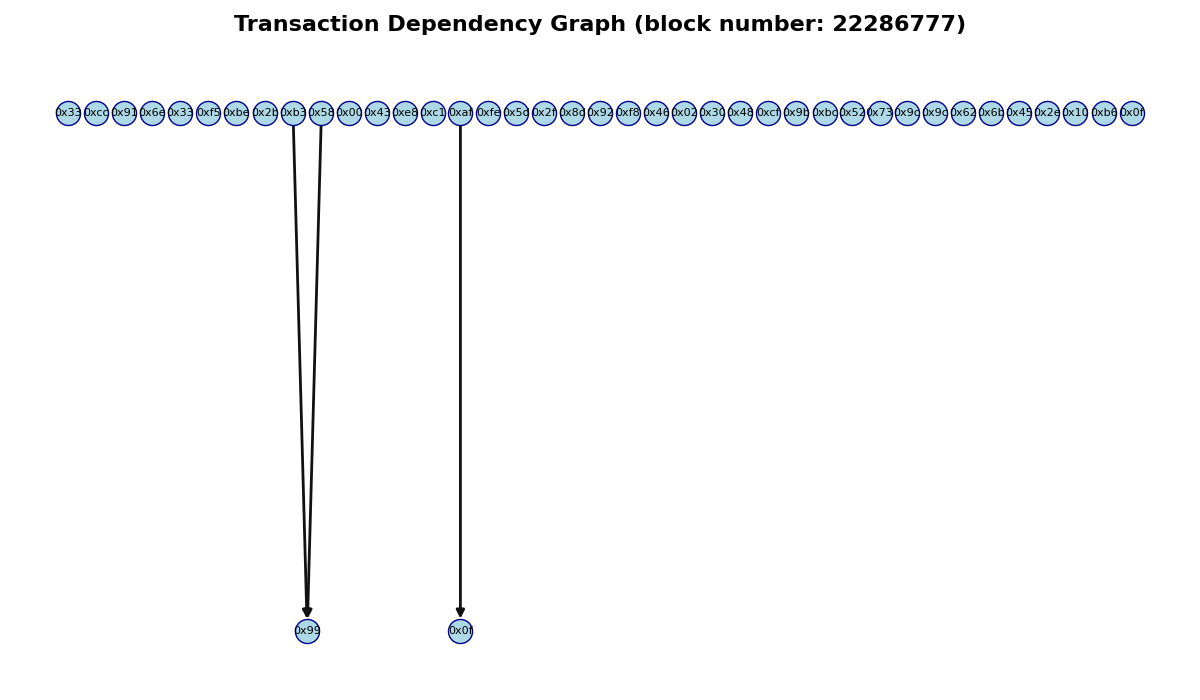 Transaction Dependency Graph (block number: 22286777)
0x33 0xcc 0x91 0x6e 0x33 0xf5 0xbe 0x2b 0xb3 0x58 0x00 0x43 0xe8 0xc1 0xaf 0xfe 0x5d 0x2f 0x8d 0x92 0xf8 0x46 0x02 0x30 0x48 0xcf 0x9b 0xbc 0x52 0x73 0x9c 0x9c 0x62 0x6b 0x45 0x2e 0x10 0xb6 0x0f
0x99 0x0f